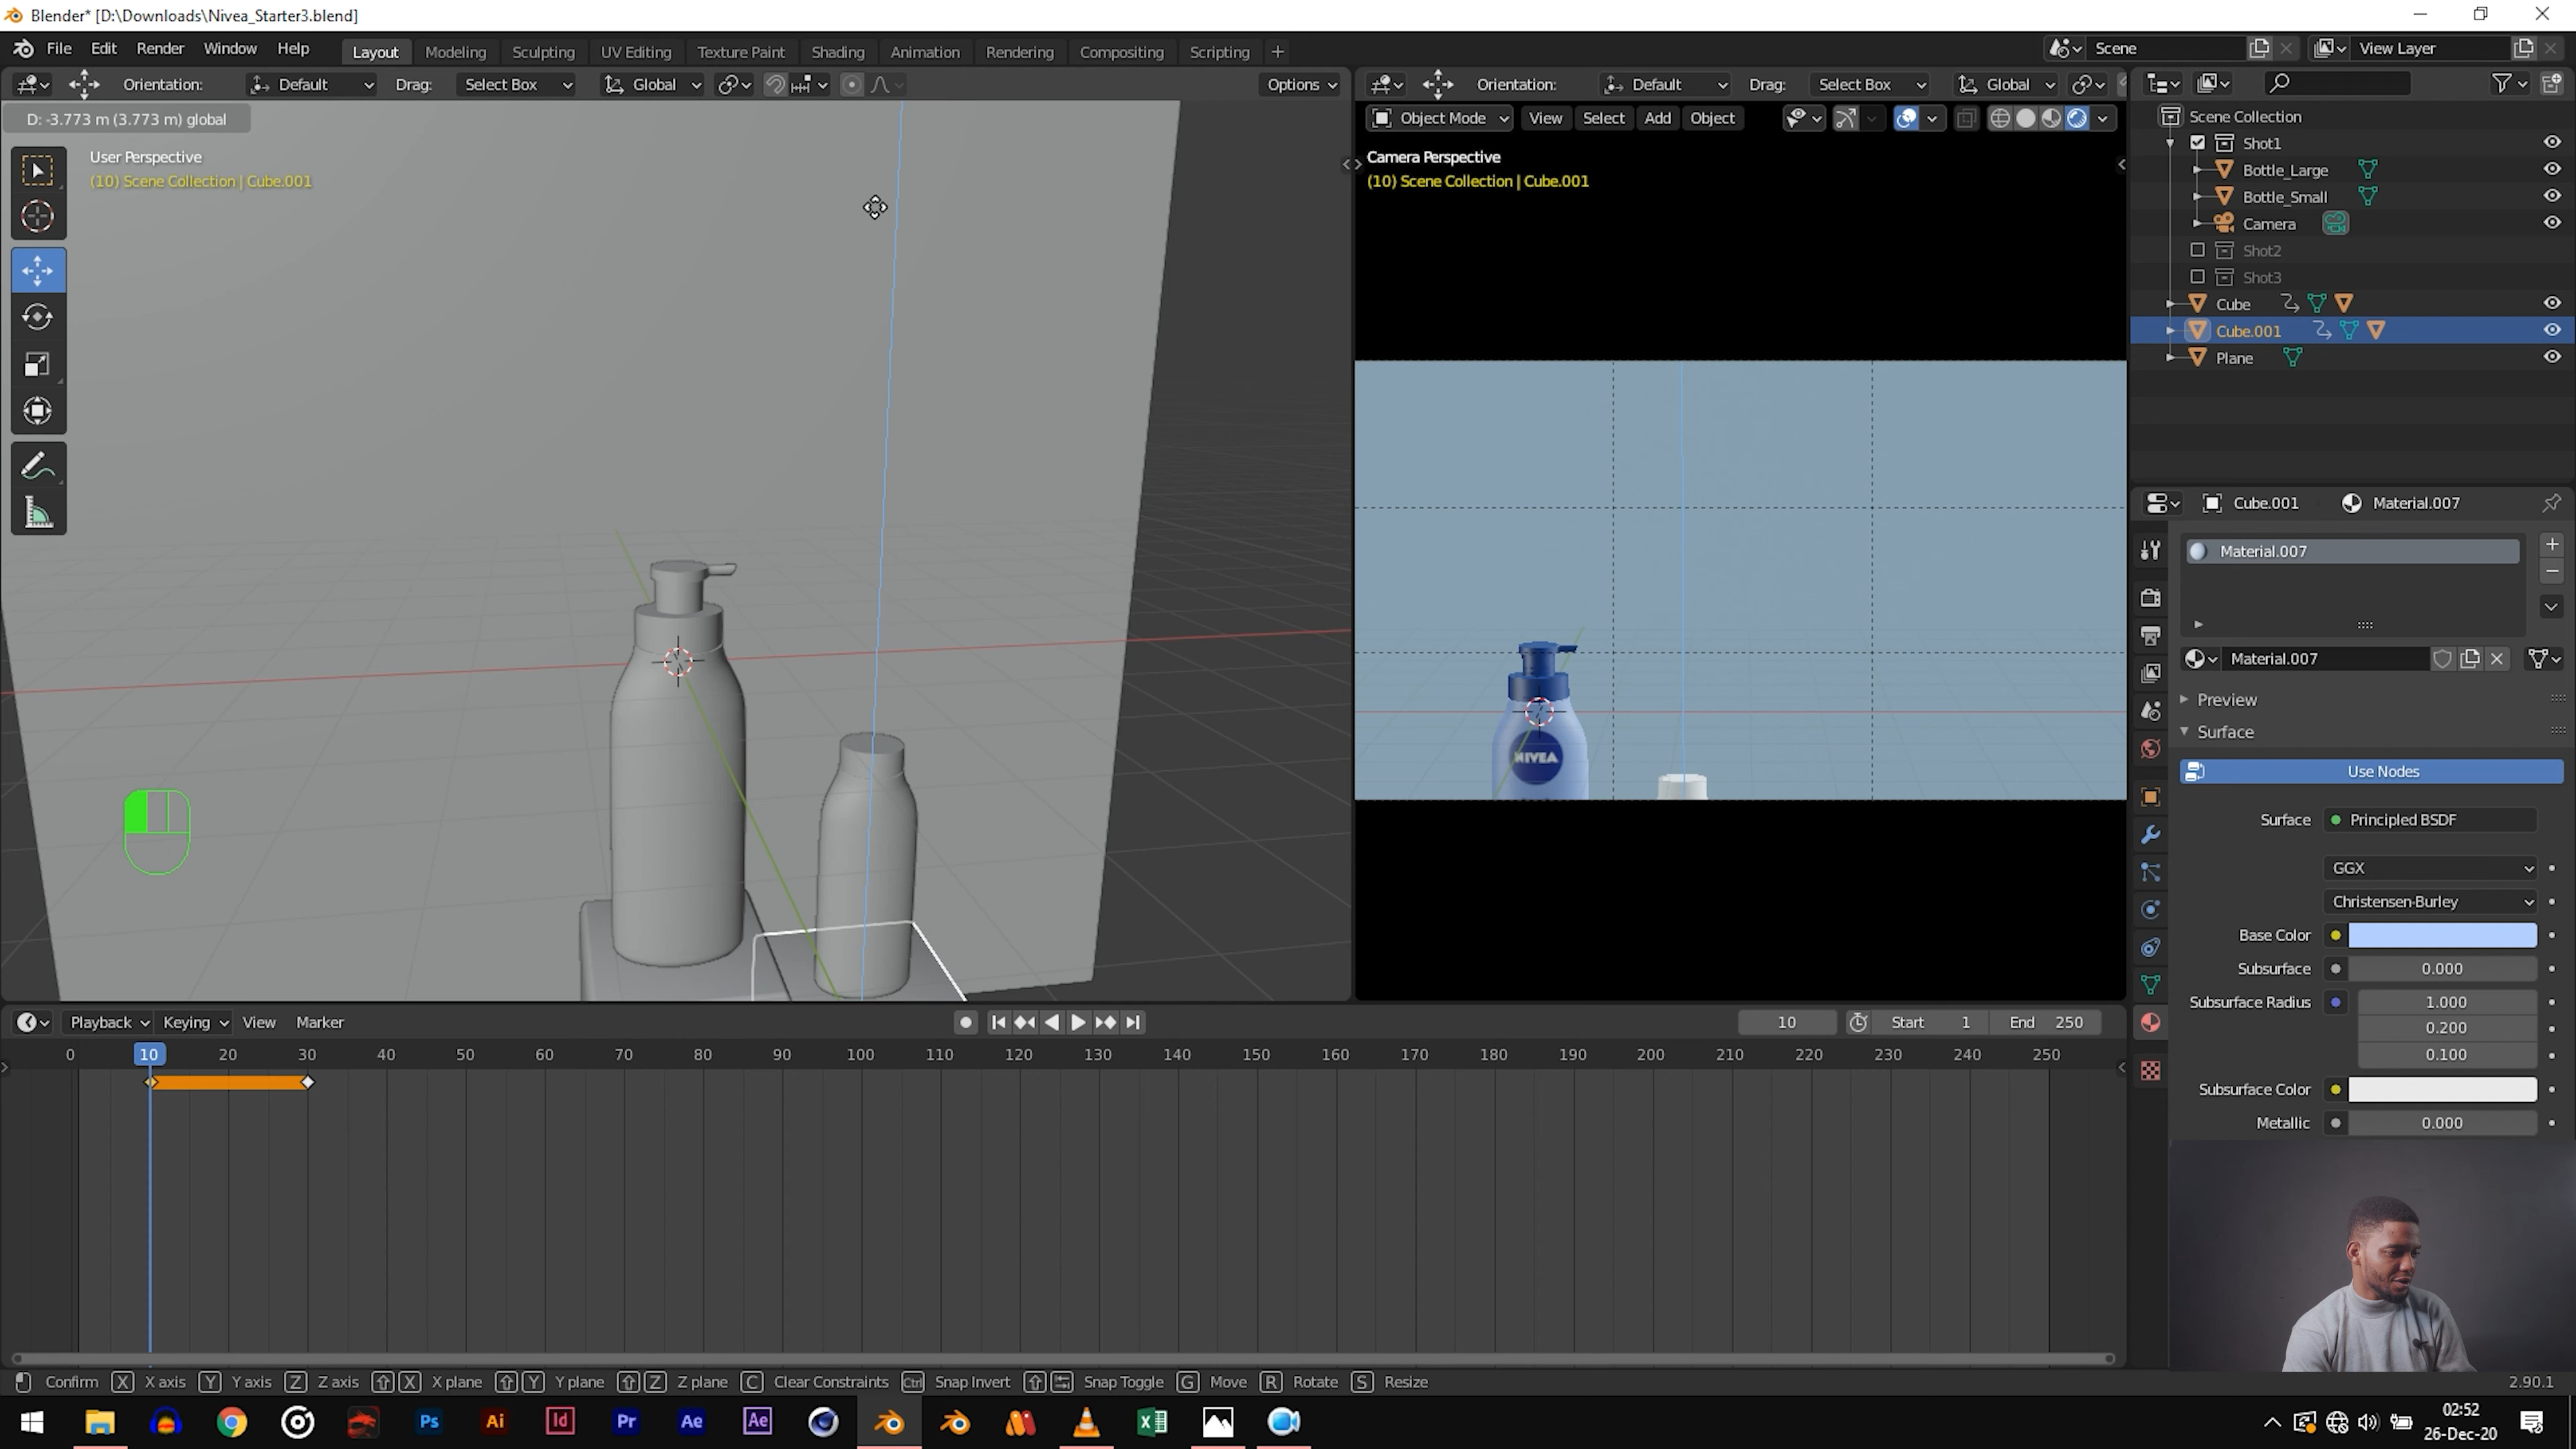 Blender* [D:\Downloads\Nivea_Starter3.blend]
File Edit Render Window Help Layout Modeling Sculpting UV Editing Texture Paint Shading Animation Rendering Compositing Scripting + Scene View Layer
Orientation: Default Drag: Select Box Global Options
Orientation: Default Drag: Select Box Global
D: -3.773 m (3.773 m) global
Object Mode View Select Add Object
User Perspective
(10) Scene Collection | Cube.001
Camera Perspective
(10) Scene Collection | Cube.001
NIVEA
Scene Collection
Shot1
Bottle_Large
Bottle_Small
Camera
Shot2
Shot3
Cube
Cube.001
Plane
Cube.001 Material.007
Material.007
Material.007
Preview
Surface
Use Nodes
Surface Principled BSDF
GGX
Christensen-Burley
Base Color
Subsurface 0.000
Subsurface Radius 1.000
0.200
0.100
Subsurface Color
Metallic 0.000
Playback Keying View Marker 10 Start 1 End 250
0 10 20 30 40 50 60 70 80 90 100 110 120 130 140 150 160 170 180 190 200 210 220 230 240 250
Confirm X X axis Y Y axis Z Z axis X X plane Y Y plane Z Z plane C Clear Constraints Ctrl Snap Invert Snap Toggle G Move R Rotate S Resize 2.90.1
Ps Ai Id Pr Ae Ae
02:52
26-Dec-20